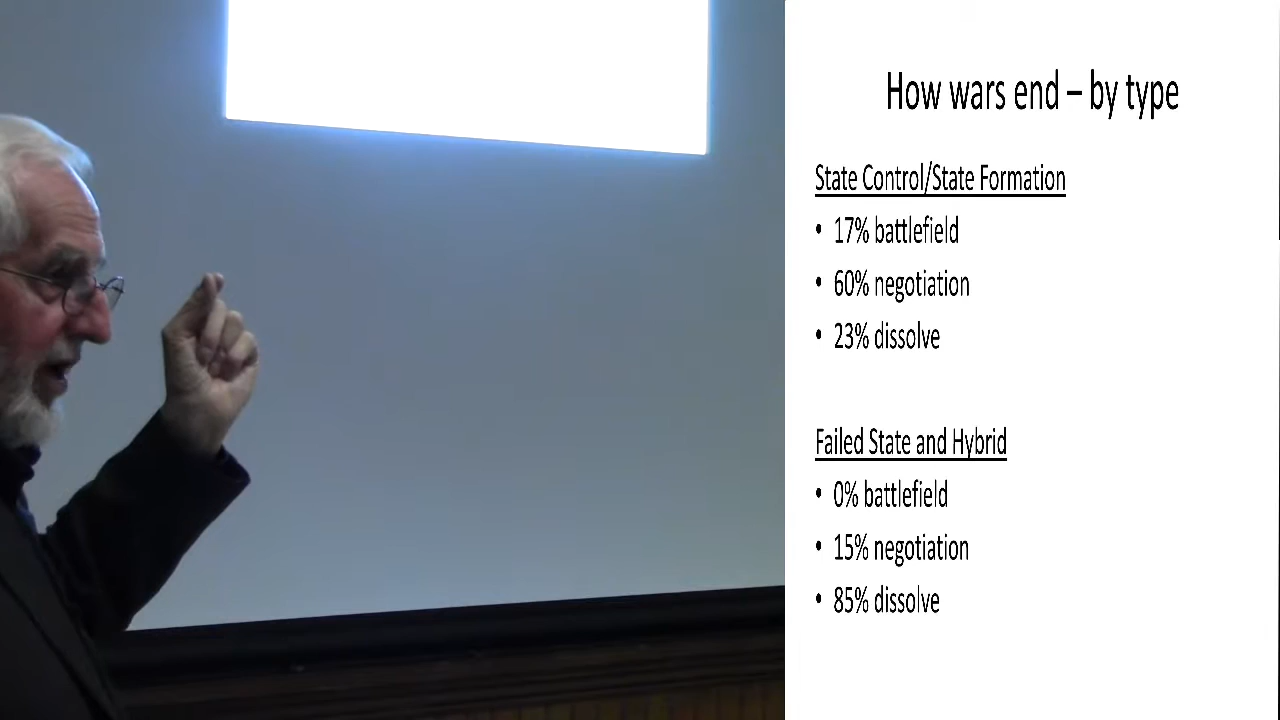 How wars end – by type
State Control/State Formation
• 17% battlefield
• 60% negotiation
• 23% dissolve
Failed State and Hybrid
• 0% battlefield
• 15% negotiation
• 85% dissolve